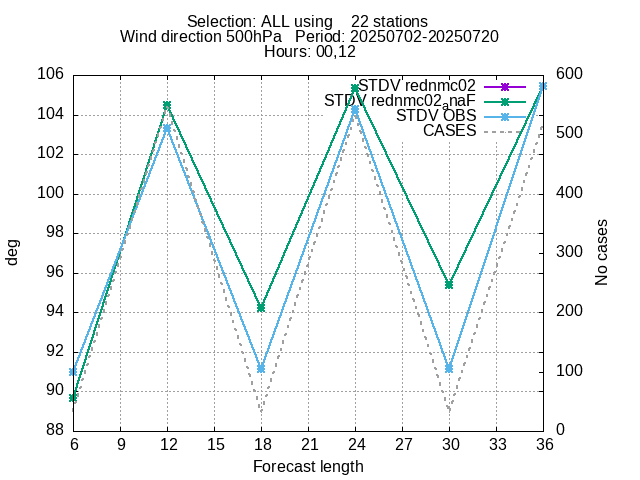 Selection: ALL using    22 stations
Wind direction 500hPa   Period: 20250702-20250720
Hours: 00,12
STDV rednmc02
STDV rednmc02anaF
STDV OBS
CASES
106
104
102
100
98
96
94
92
90
88
600
500
400
300
200
100
0
deg
No cases
6 9 12 15 18 21 24 27 30 33 36
Forecast length